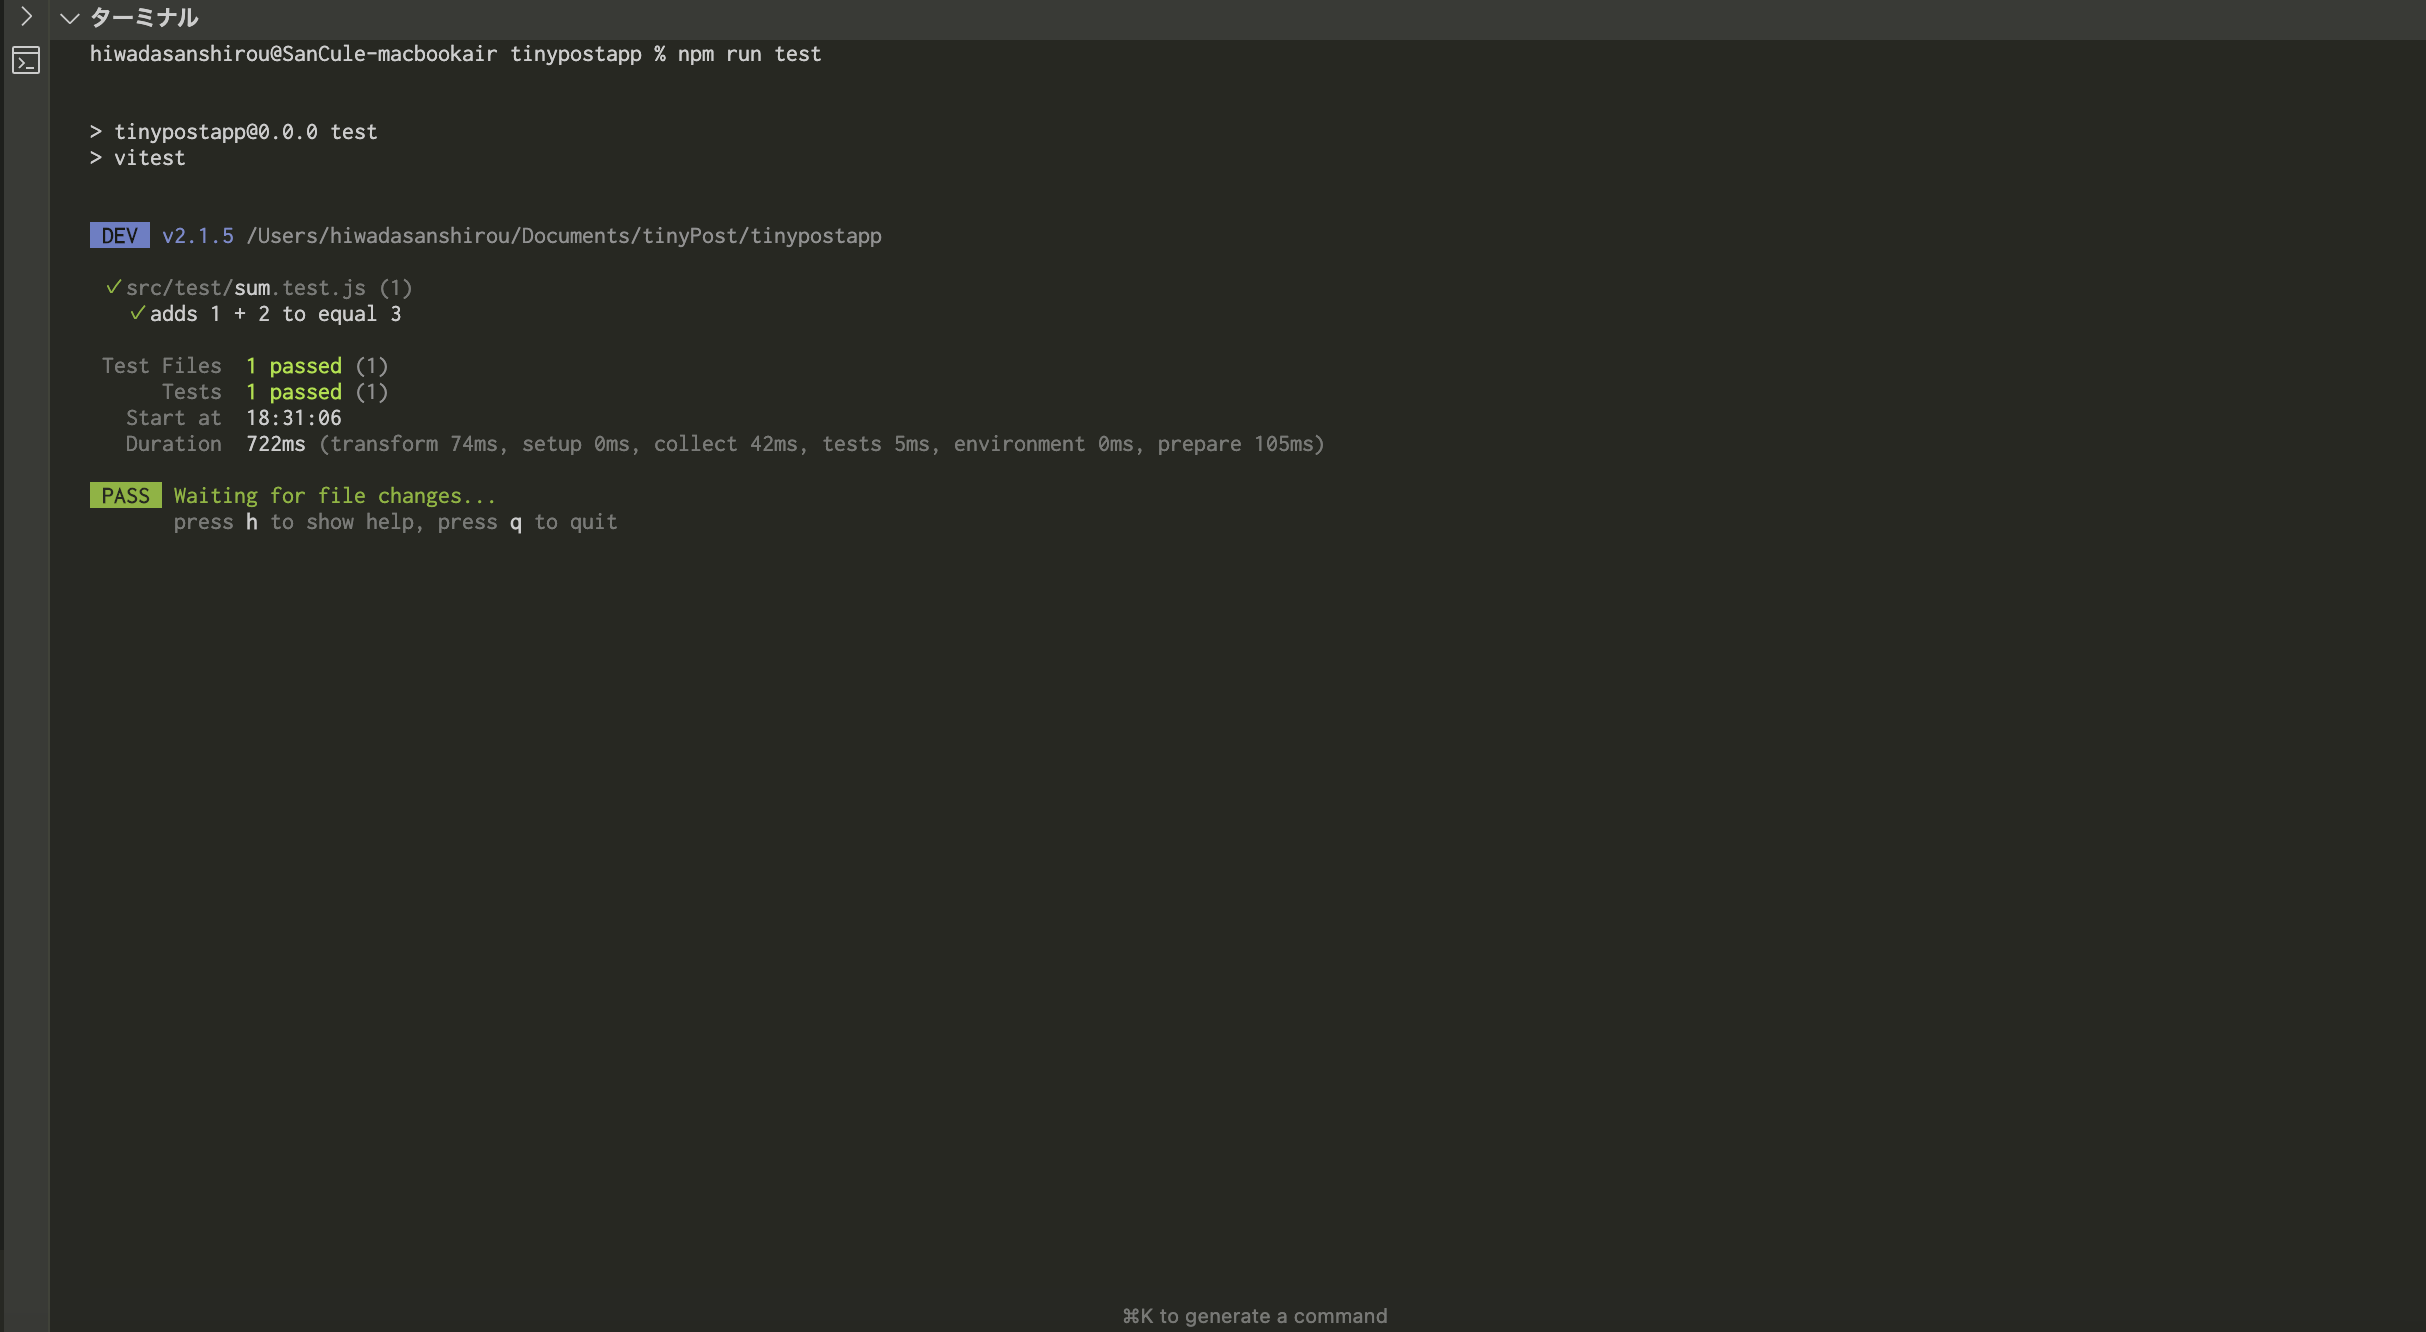 ターミナル
hiwadasanshirou@SanCule-macbookair tinypostapp % npm run test
> tinypostapp@0.0.0 test
> vitest
DEV v2.1.5 /Users/hiwadasanshirou/Documents/tinyPost/tinypostapp
✓ src/test/sum.test.js (1)
✓ adds 1 + 2 to equal 3
Test Files 1 passed (1)
Tests 1 passed (1)
Start at 18:31:06
Duration 722ms (transform 74ms, setup 0ms, collect 42ms, tests 5ms, environment 0ms, prepare 105ms)
PASS Waiting for file changes...
press h to show help, press q to quit
⌘K to generate a command